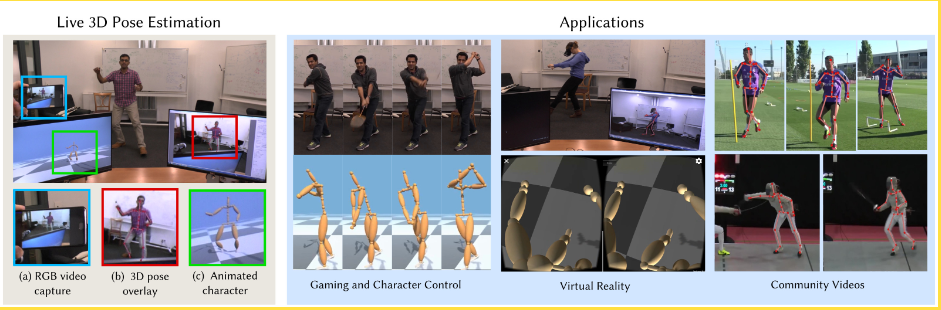 Live 3D Pose Estimation
Applications
(a) RGB video
capture
(b) 3D pose
overlay
(c) Animated
character
Gaming and Character Control
Virtual Reality
Community Videos